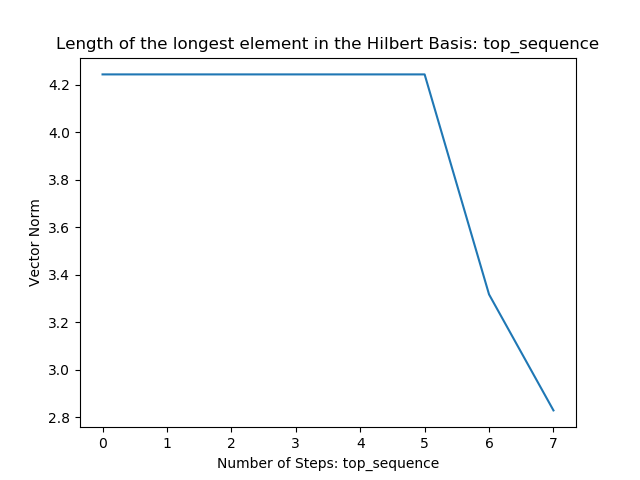 Length of the longest element in the Hilbert Basis: top_sequence
4.2
4.0
3.8
3.6
3.4
3.2
3.0
2.8
Vector Norm
0 1 2 3 4 5 6 7
Number of Steps: top_sequence